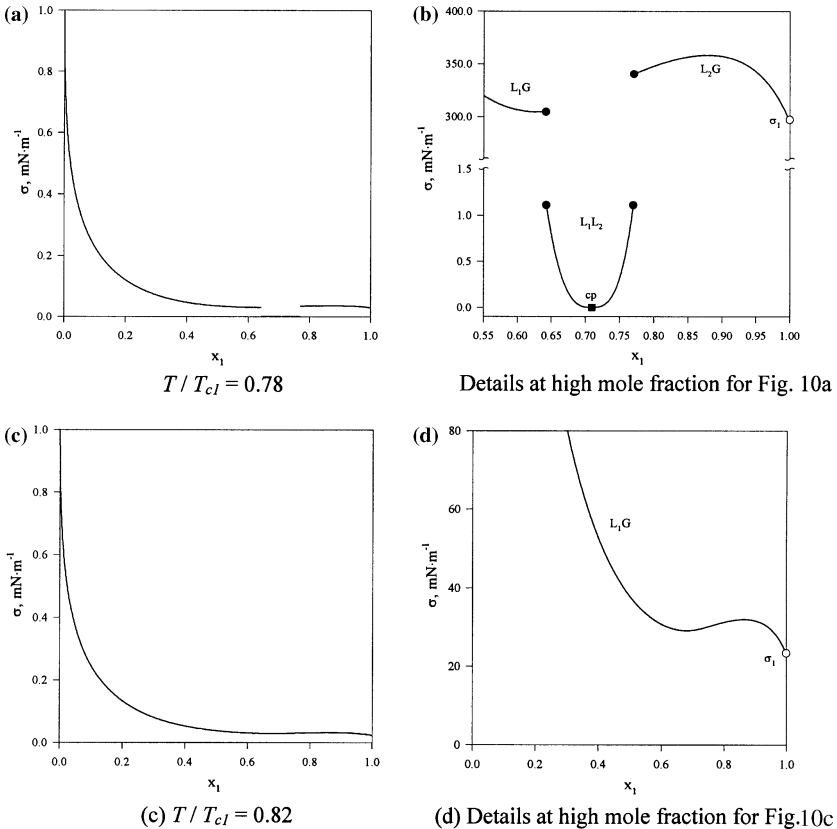 (a)
1.0
0.8
0.6
0.4
0.2
0.0
σ, mN·m⁻¹
0.0 0.2 0.4 0.6 0.8 1.0
x₁
T / Tc1 = 0.78
(b)
400.0
350.0
300.0
1.5
1.0
0.5
0.0
σ, mN·m⁻¹
L₁G
L₂G
σ₁
L₁L₂
cp
0.55 0.60 0.65 0.70 0.75 0.80 0.85 0.90 0.95 1.00
x₁
Details at high mole fraction for Fig. 10a
(c)
1.0
0.8
0.6
0.4
0.2
0.0
σ, mN·m⁻¹
0.0 0.2 0.4 0.6 0.8 1.0
x₁
(c) T / Tc1 = 0.82
(d)
80
60
40
20
0
σ, mN·m⁻¹
L₁G
σ₁
0.0 0.2 0.4 0.6 0.8 1.0
x₁
(d) Details at high mole fraction for Fig.10c